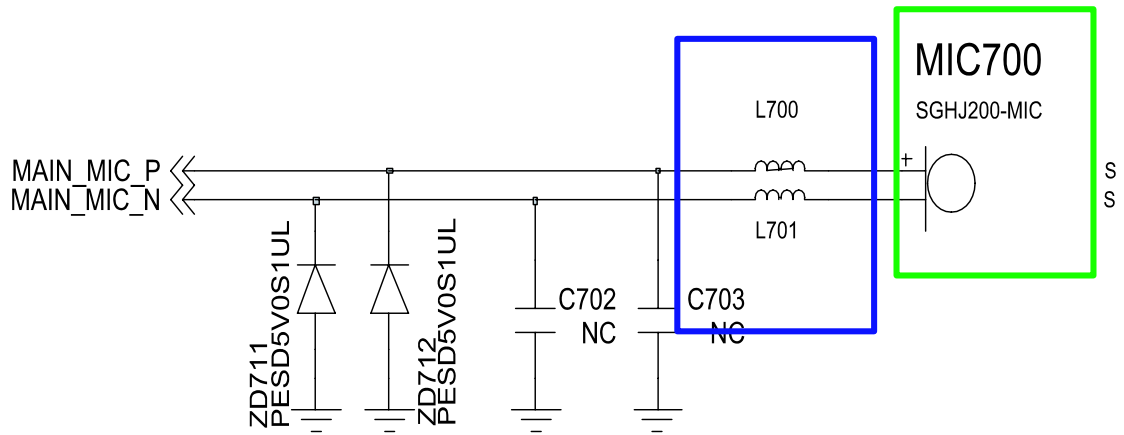 MIC700
SGHJ200-MIC
L700
MAIN_MIC_P
+
S
MAIN_MIC_N
S
L701
ZD711
PESD5V0S1UL
ZD712
PESD5V0S1UL
C702
NC
C703
NC